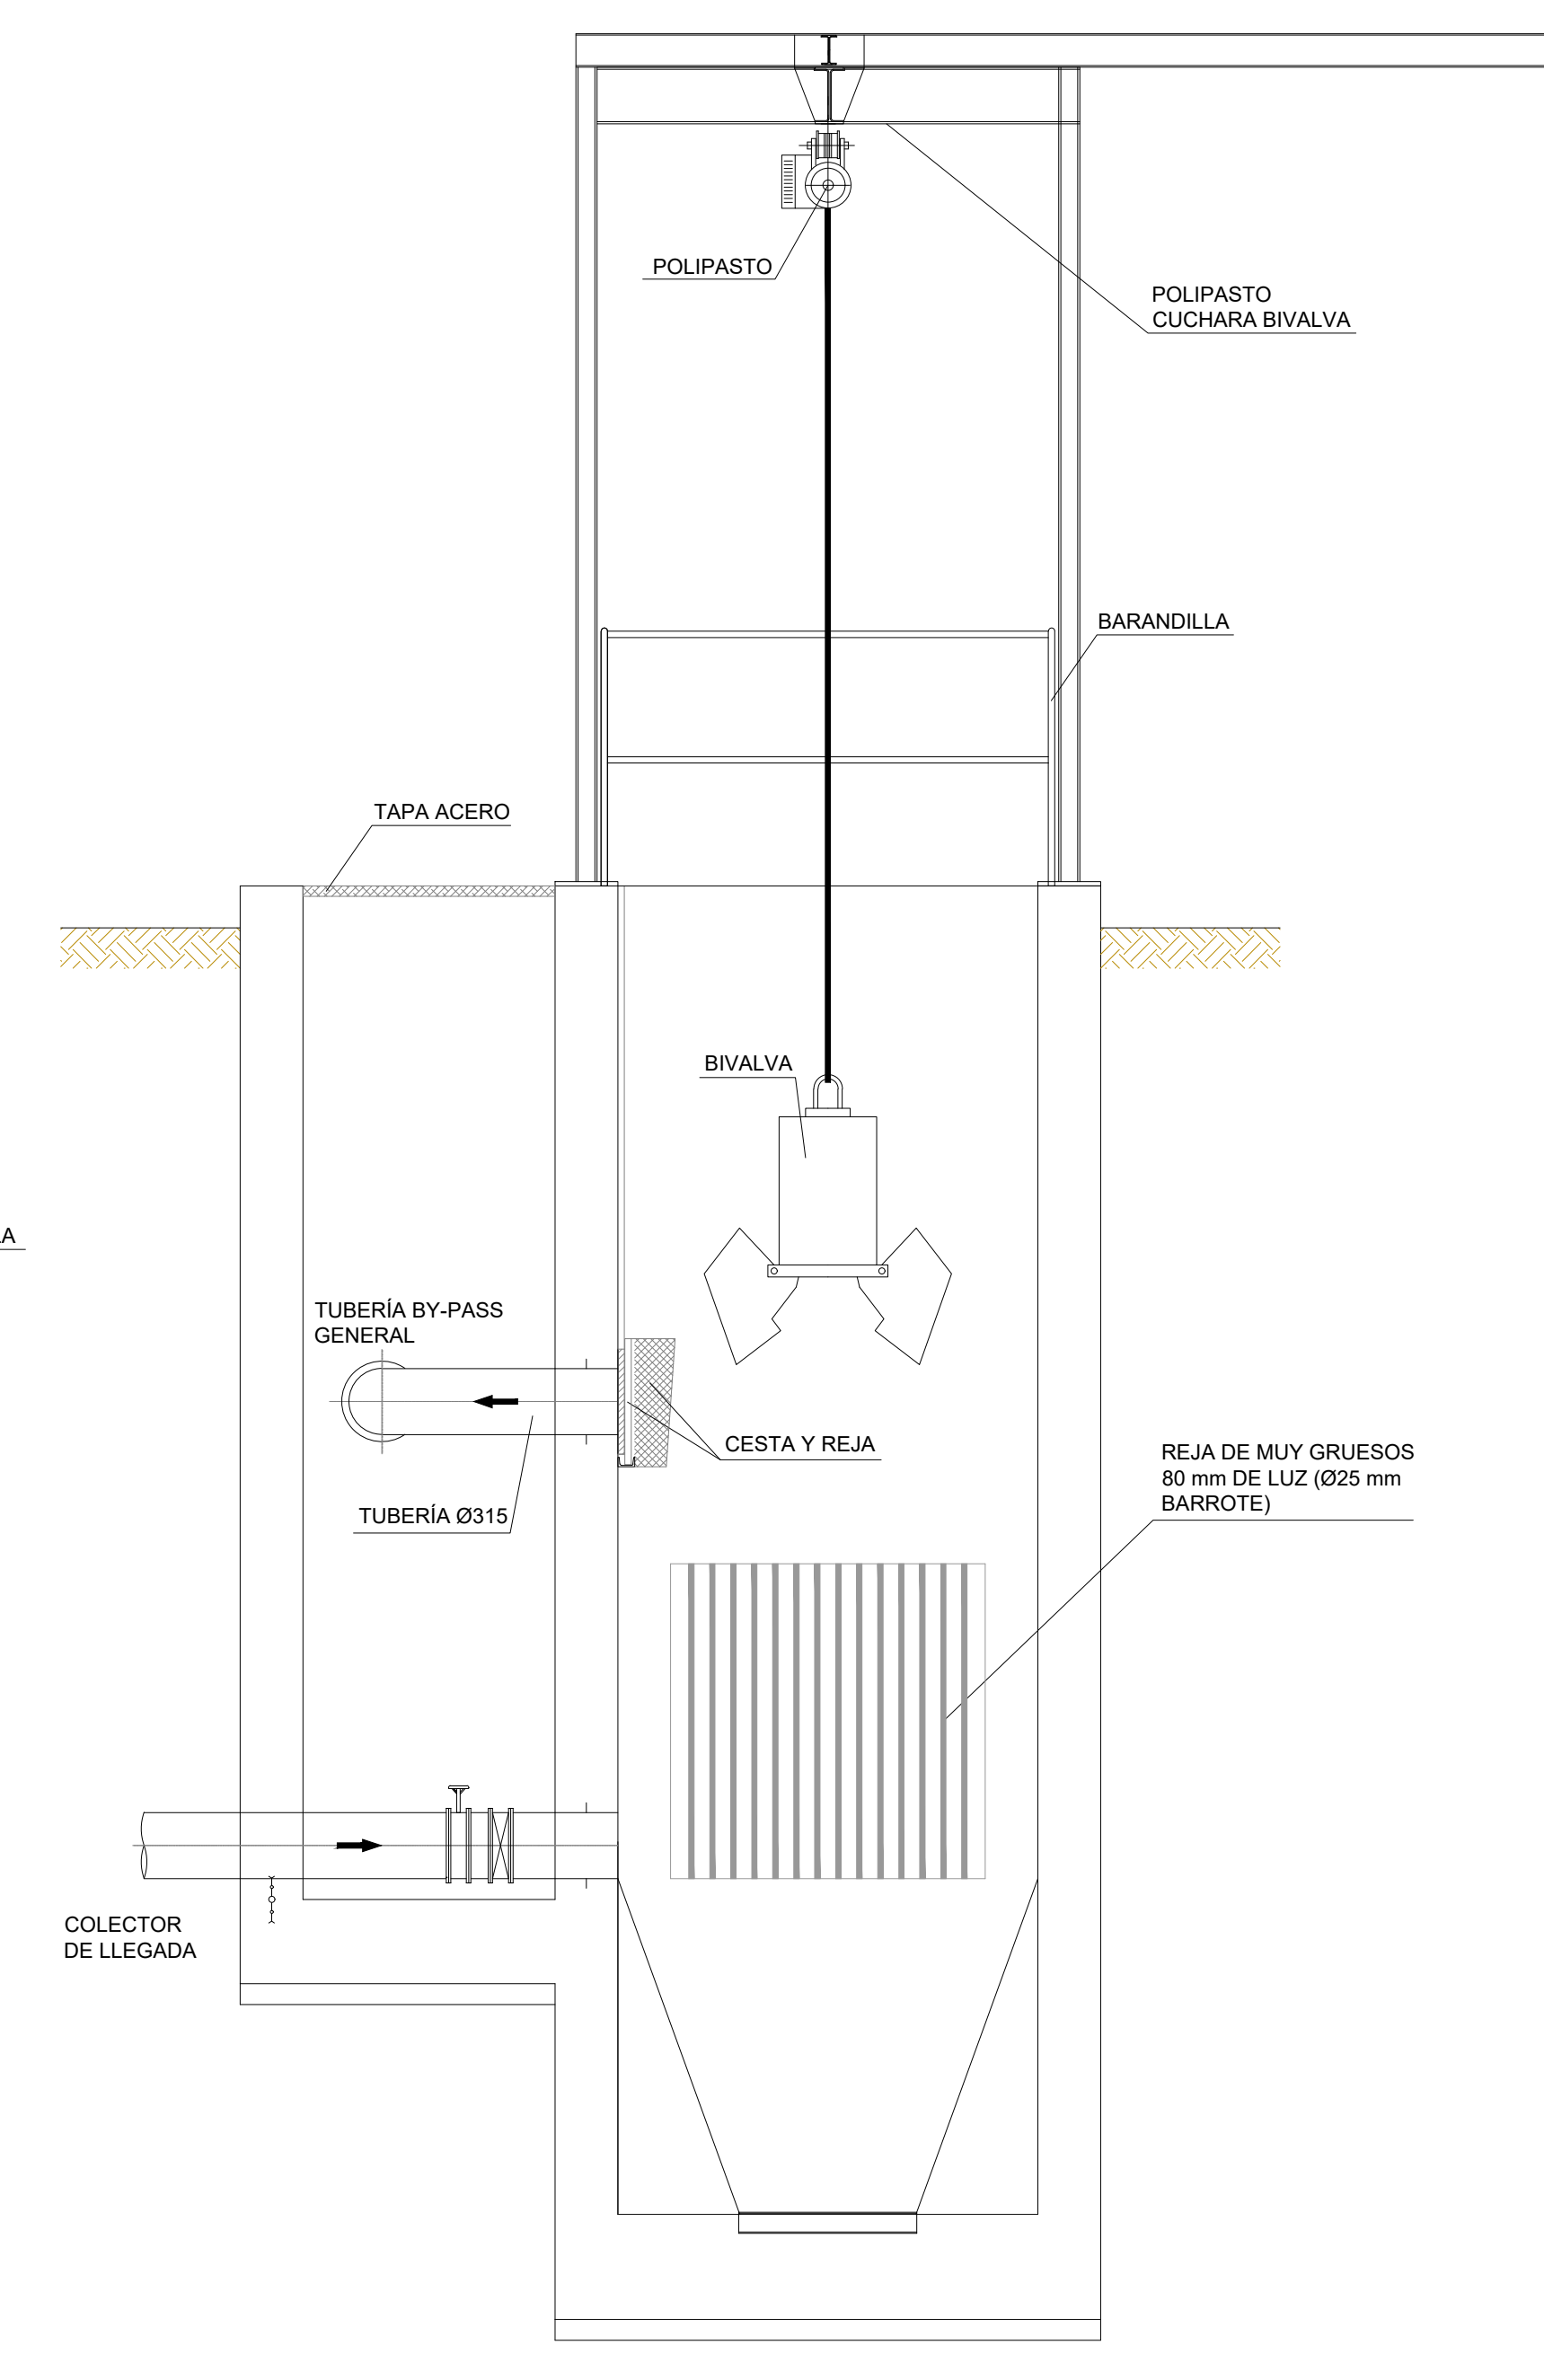 POLIPASTO
POLIPASTO
CUCHARA BIVALVA
BARANDILLA
TAPA ACERO
BIVALVA
TUBERÍA BY-PASS
GENERAL
CESTA Y REJA
REJA DE MUY GRUESOS
80 mm DE LUZ (Ø25 mm
BARROTE)
TUBERÍA Ø315
COLECTOR
DE LLEGADA